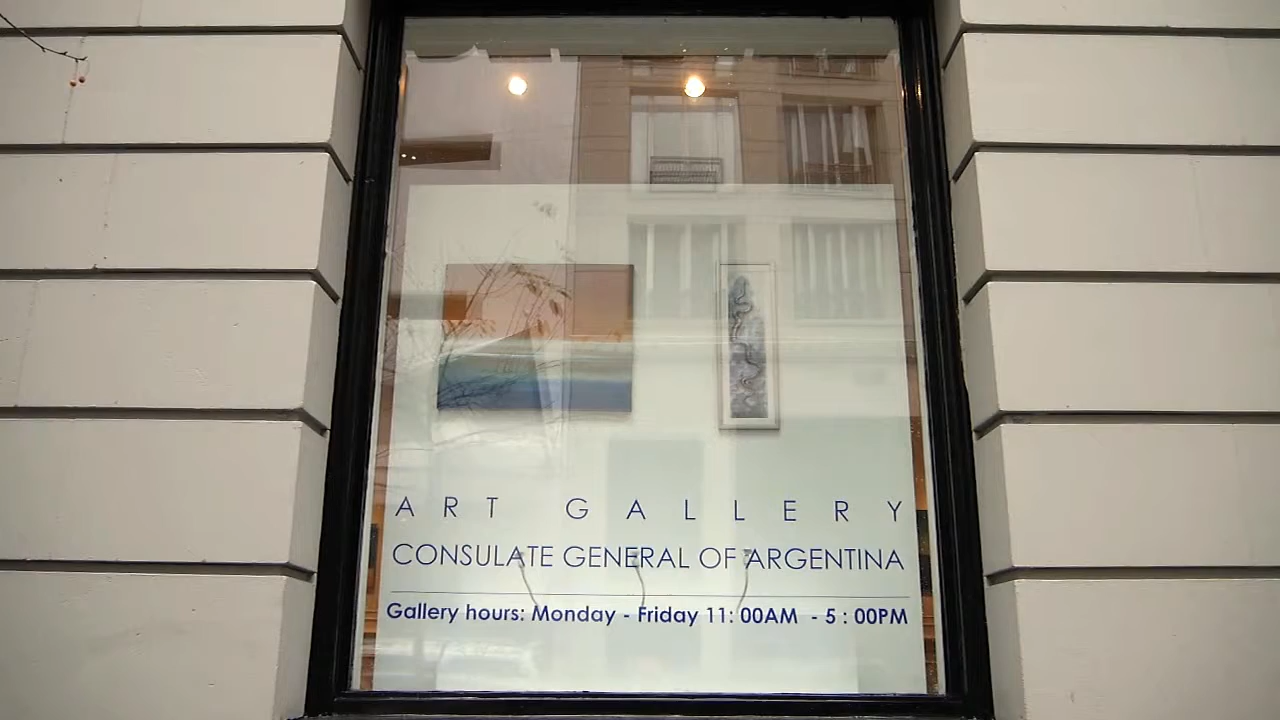 ART GALLERY
CONSULATE GENERAL OF ARGENTINA
Gallery hours: Monday - Friday 11: 00AM - 5 : 00PM